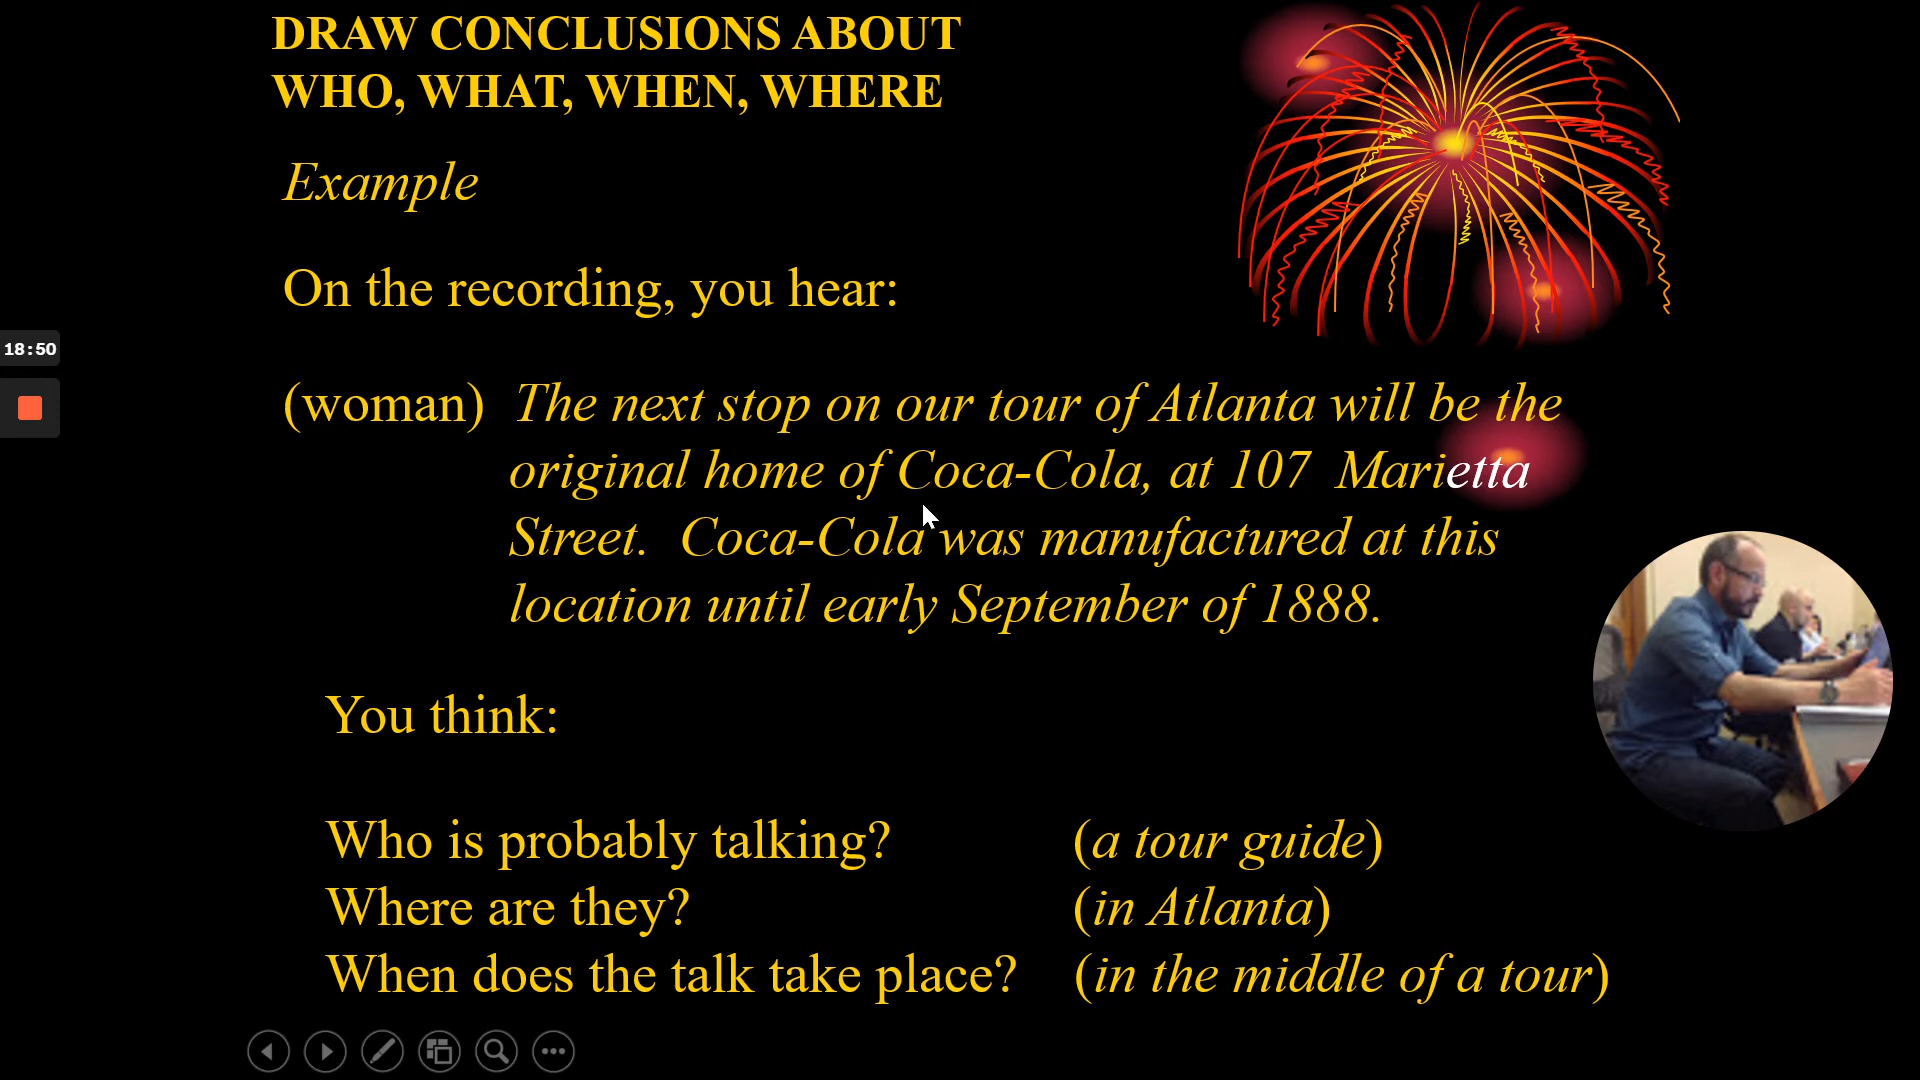 DRAW CONCLUSIONS ABOUT
WHO, WHAT, WHEN, WHERE
Example
On the recording, you hear:
18:50
(woman) The next stop on our tour of Atlanta will be the
original home of Coca-Cola, at 107 Marietta
Street. Coca-Cola was manufactured at this
location until early September of 1888.
You think:
Who is probably talking? (a tour guide)
Where are they? (in Atlanta)
When does the talk take place? (in the middle of a tour)